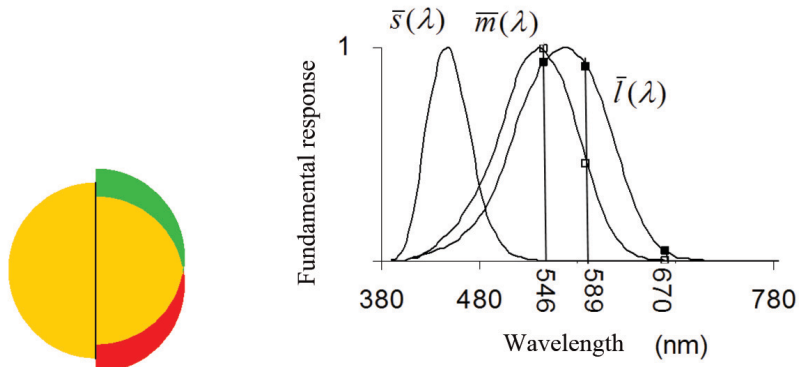 s̄(λ) m̄(λ)
1
l̄(λ)
Fundamental response
380 480 546 589 670 780
Wavelength (nm)